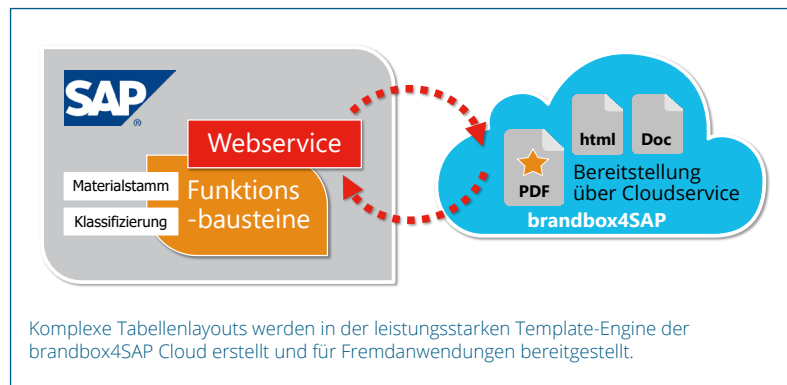 SAP
®
Webservice
Materialstamm
Klassifizierung
Funktions
-bausteine
html
Doc
PDF
Bereitstellung
über Cloudservice
brandbox4SAP
Komplexe Tabellenlayouts werden in der leistungsstarken Template-Engine der
brandbox4SAP Cloud erstellt und für Fremdanwendungen bereitgestellt.